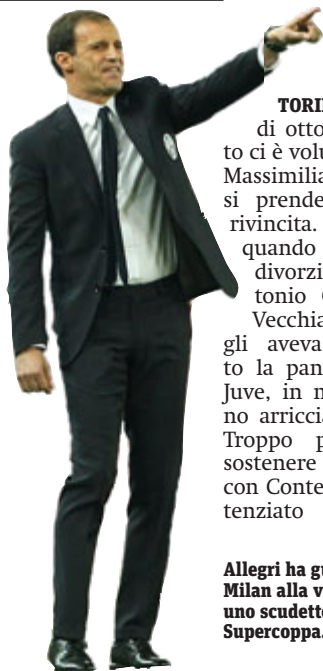 TORI
di otto
to ci è volu
Massimilia
si prende
rivincita.
quando
divorzi
tonio
Vecchia
gli aveva
to la pan
Juve, in n
no arriccia
Troppo p
sostenere
con Conte
tenziato
Allegri ha gu
Milan alla v
uno scudetto
Supercoppa.